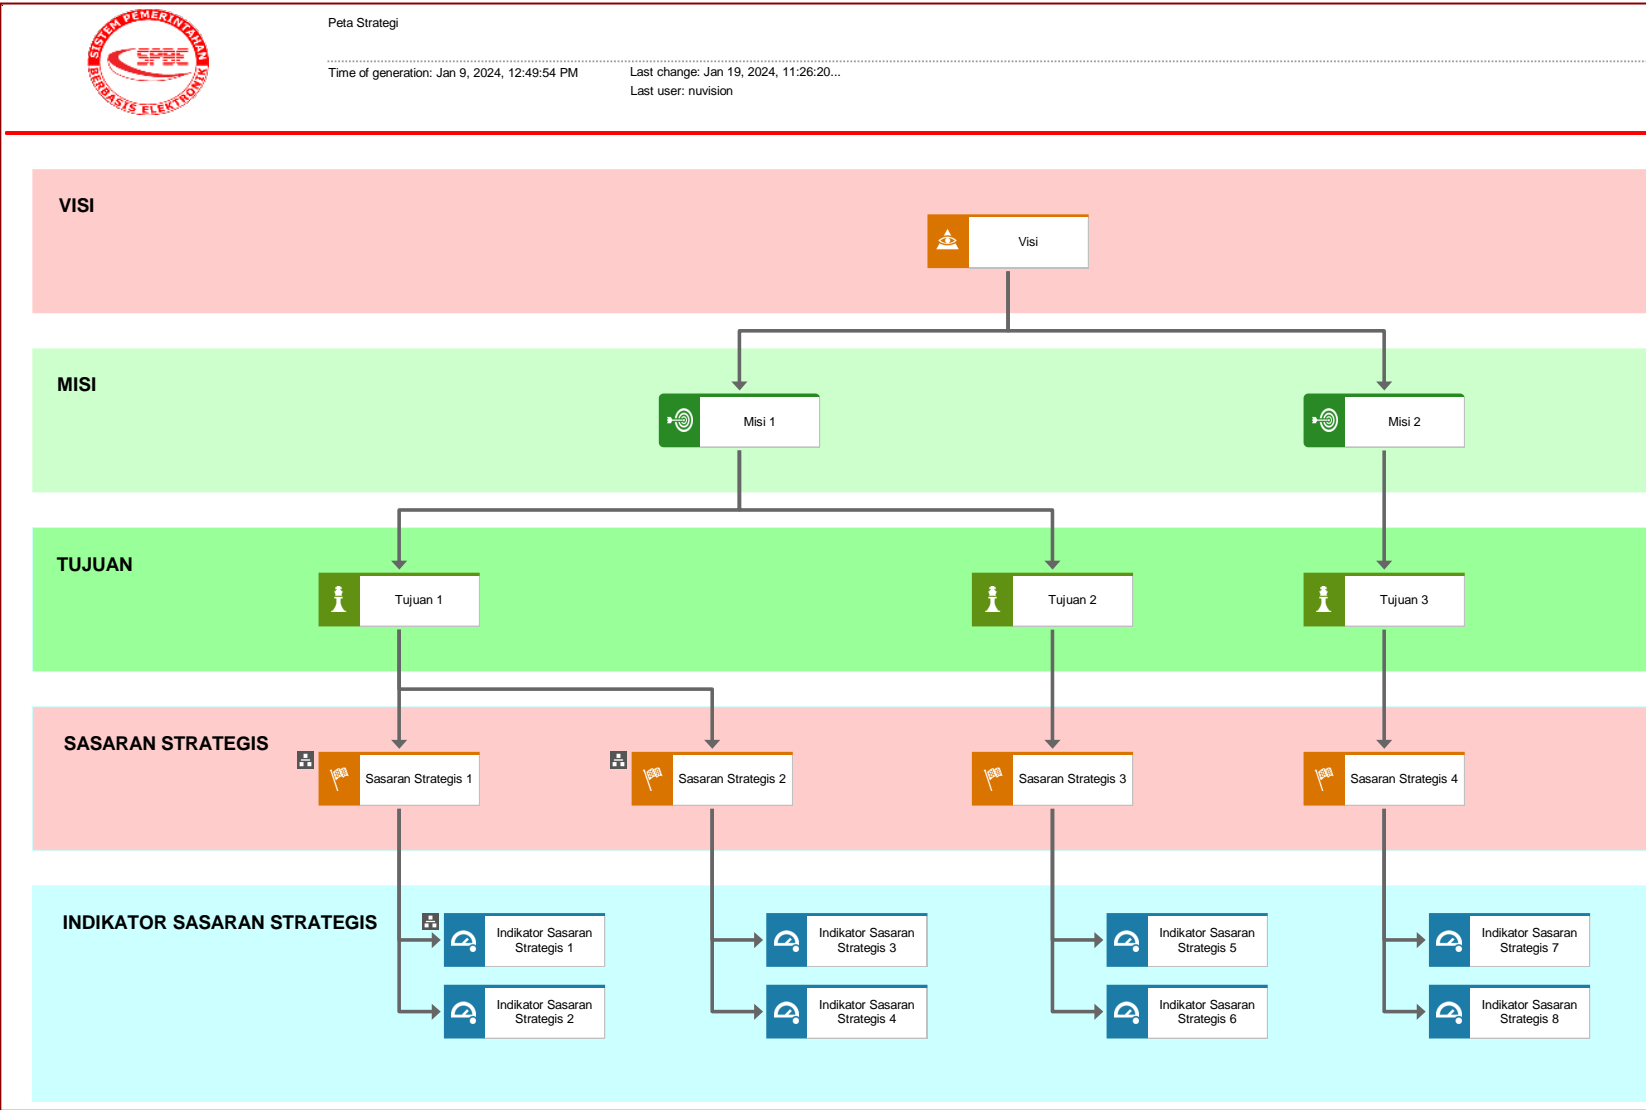 SISTEM PEMERINTAHAN
SPBE
BERBASIS ELEKTRONIK
Peta Strategi
Time of generation: Jan 9, 2024, 12:49:54 PM
Last change: Jan 19, 2024, 11:26:20...
Last user: nuvision
VISI
Visi
MISI
Misi 1
Misi 2
TUJUAN
Tujuan 1
Tujuan 2
Tujuan 3
SASARAN STRATEGIS
Sasaran Strategis 1
Sasaran Strategis 2
Sasaran Strategis 3
Sasaran Strategis 4
INDIKATOR SASARAN STRATEGIS
Indikator Sasaran
Strategis 1
Indikator Sasaran
Strategis 3
Indikator Sasaran
Strategis 5
Indikator Sasaran
Strategis 7
Indikator Sasaran
Strategis 2
Indikator Sasaran
Strategis 4
Indikator Sasaran
Strategis 6
Indikator Sasaran
Strategis 8